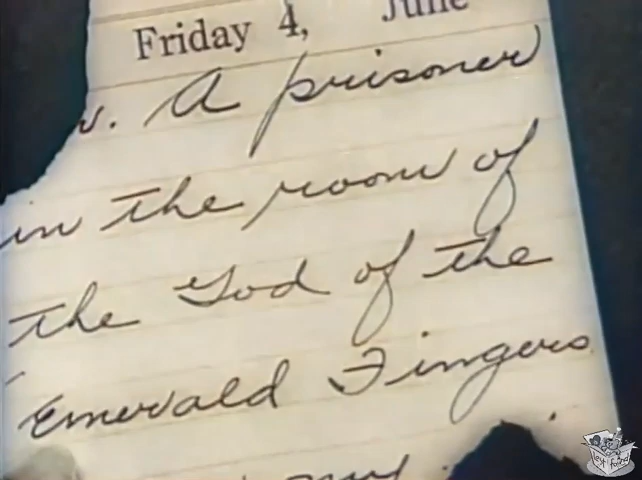 Friday 4, June
A prisoner
in the room of
the God of the
Emerald Fingers